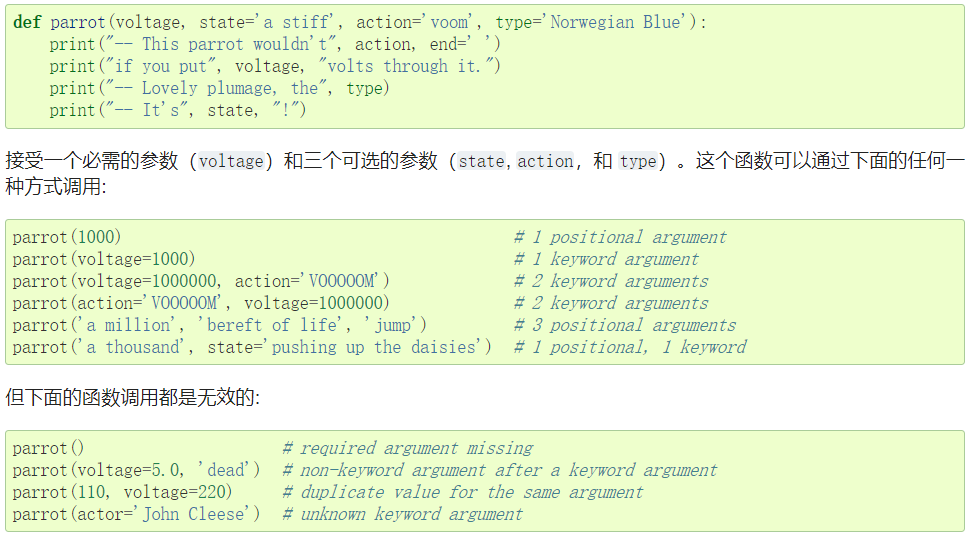 def parrot(voltage, state='a stiff', action='voom', type='Norwegian Blue'):
    print("-- This parrot wouldn't", action, end=' ')
    print("if you put", voltage, "volts through it.")
    print("-- Lovely plumage, the", type)
    print("-- It's", state, "!")
接受一个必需的参数（voltage）和三个可选的参数（state, action，和 type）。这个函数可以通过下面的任何一
种方式调用:
parrot(1000)                                          # 1 positional argument
parrot(voltage=1000)                                  # 1 keyword argument
parrot(voltage=1000000, action='VOOOOOM')             # 2 keyword arguments
parrot(action='VOOOOOM', voltage=1000000)             # 2 keyword arguments
parrot('a million', 'bereft of life', 'jump')         # 3 positional arguments
parrot('a thousand', state='pushing up the daisies')  # 1 positional, 1 keyword
但下面的函数调用都是无效的:
parrot()                     # required argument missing
parrot(voltage=5.0, 'dead')  # non-keyword argument after a keyword argument
parrot(110, voltage=220)     # duplicate value for the same argument
parrot(actor='John Cleese')  # unknown keyword argument